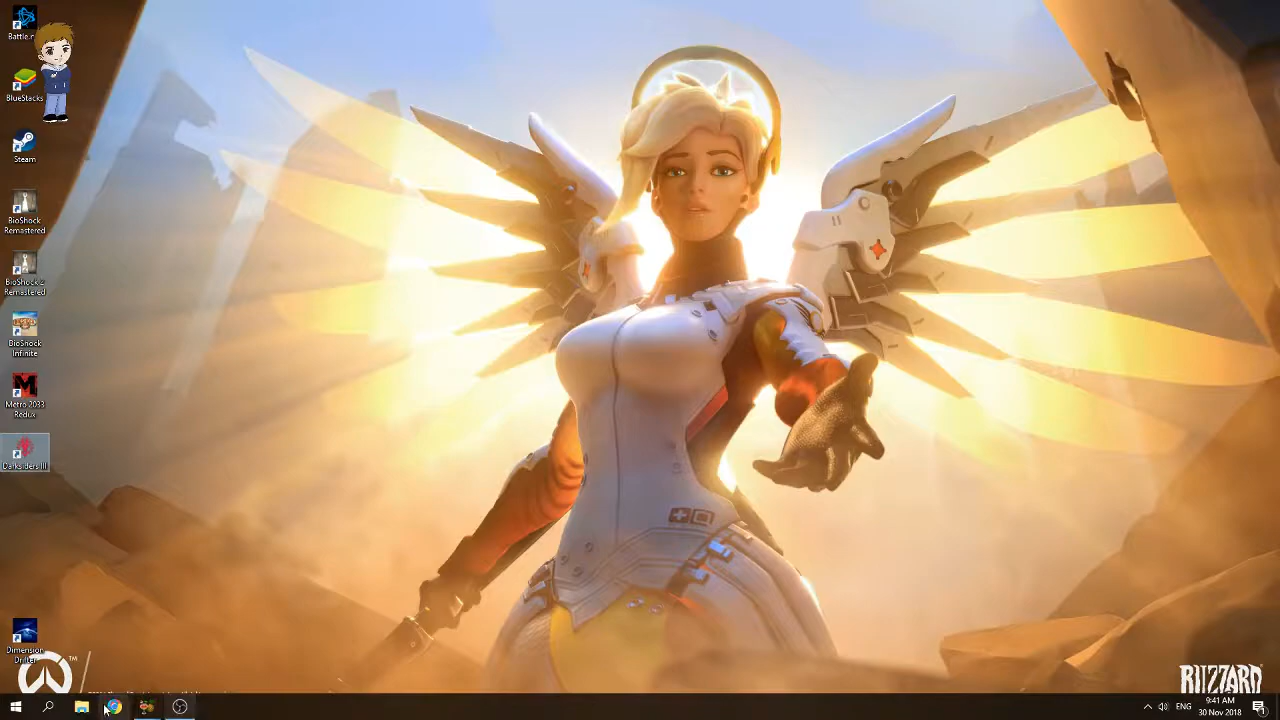 Battle.n
BlueStacks
Steam
BioShock
Remastered
BioShock 2
Remastered
BioShock
Infinite
Metro 2033
Redux
Darksiders III
Dimension
Drifter
TM
BLIZZARD
ENG
9:41 AM
30 Nov 2018